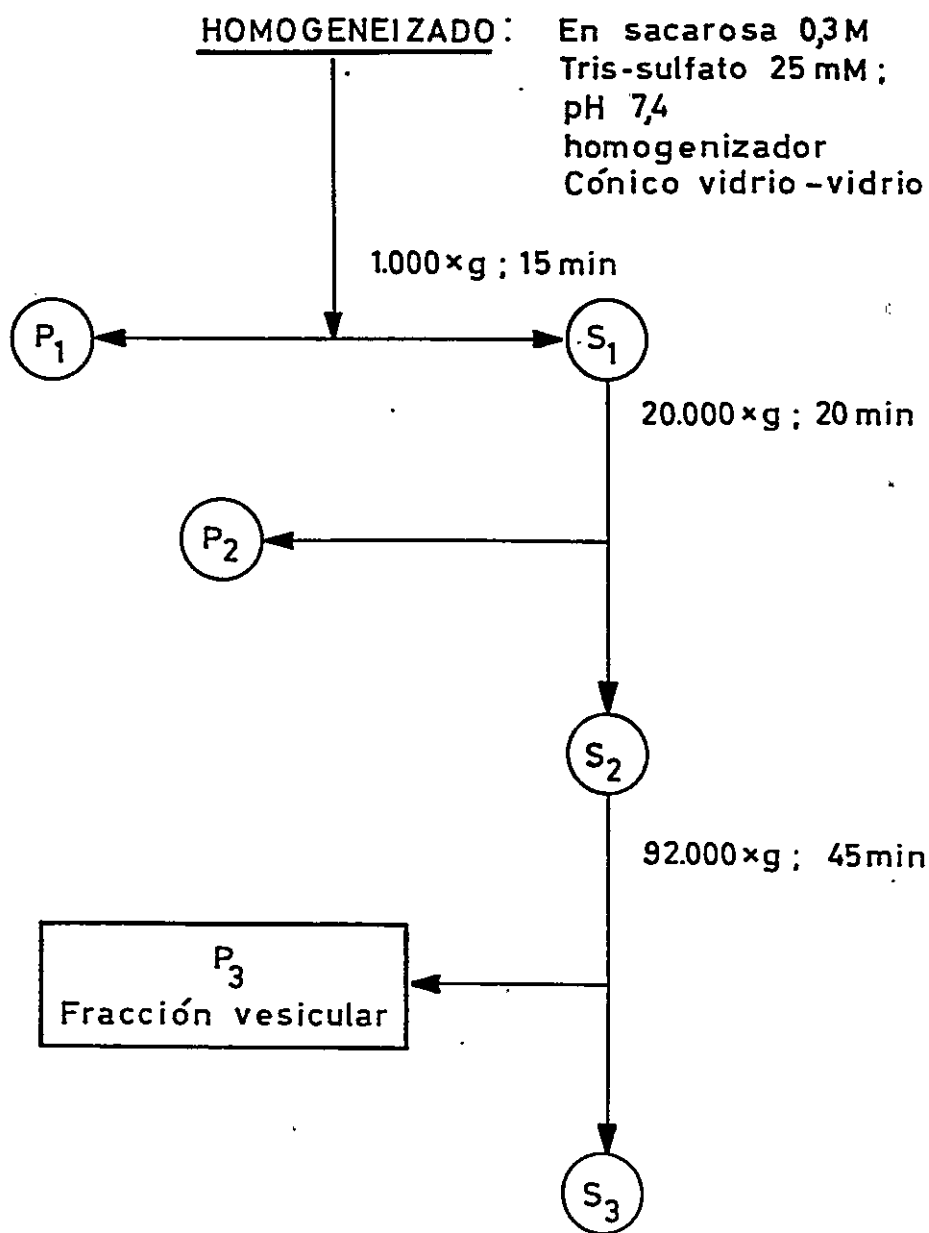 HOMOGENEIZADO: En sacarosa 0,3M
Tris-sulfato 25 mM;
pH 7,4
homogenizador
Cónico vidrio-vidrio
1.000×g; 15 min
P1
S1
20.000×g; 20 min
P2
S2
92.000×g; 45min
P3
Fracción vesicular
S3